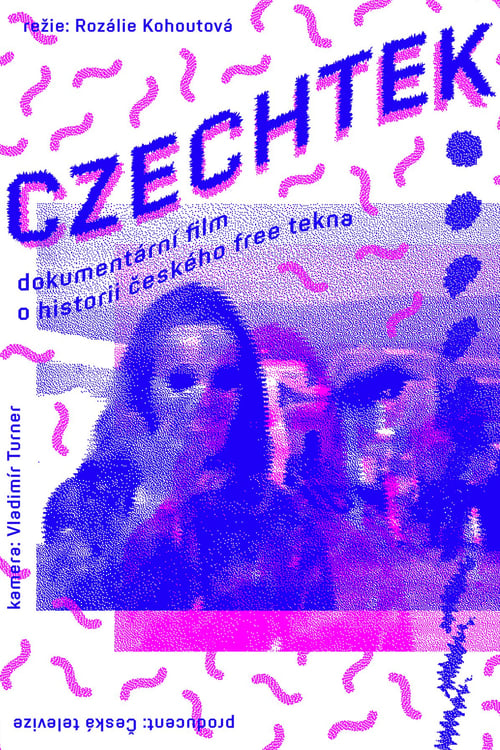 režie: Rozálie Kohoutová
CZECHTEK
dokumentární film
o historii českého free tekna
kamera: Vladimír Turner
producent: Česká televize